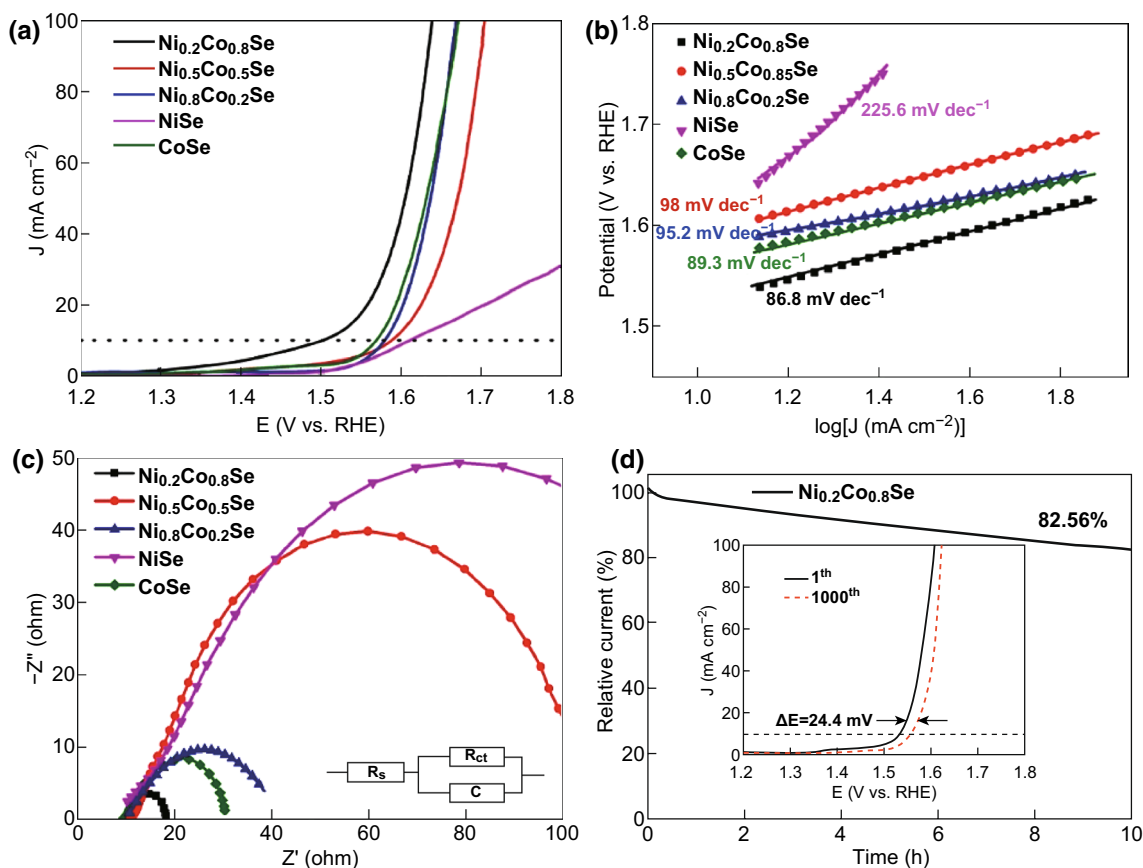 (a)
Ni₀.₂Co₀.₈Se
Ni₀.₅Co₀.₅Se
Ni₀.₈Co₀.₂Se
NiSe
CoSe
100
80
60
40
20
0
J (mA cm⁻²)
1.2 1.3 1.4 1.5 1.6 1.7 1.8
E (V vs. RHE)
(b)
Ni₀.₂Co₀.₈Se
Ni₀.₅Co₀.₈₅Se
Ni₀.₈Co₀.₂Se
NiSe
CoSe
225.6 mV dec⁻¹
98 mV dec⁻¹
95.2 mV dec⁻¹
89.3 mV dec⁻¹
86.8 mV dec⁻¹
1.8
1.7
1.6
1.5
Potential (V vs. RHE)
1.0 1.2 1.4 1.6 1.8
log[J (mA cm⁻²)]
(c)
Ni₀.₂Co₀.₈Se
Ni₀.₅Co₀.₅Se
Ni₀.₈Co₀.₂Se
NiSe
CoSe
50
40
30
20
10
0
−Z" (ohm)
Rₛ
R꜀ₜ
C
0 20 40 60 80 100
Z' (ohm)
(d)
Ni₀.₂Co₀.₈Se
82.56%
100
80
60
40
20
0
Relative current (%)
1ᵗʰ
1000ᵗʰ
ΔE=24.4 mV
100
80
60
40
20
0
J (mA cm⁻²)
1.2 1.3 1.4 1.5 1.6 1.7 1.8
E (V vs. RHE)
0 2 4 6 8 10
Time (h)